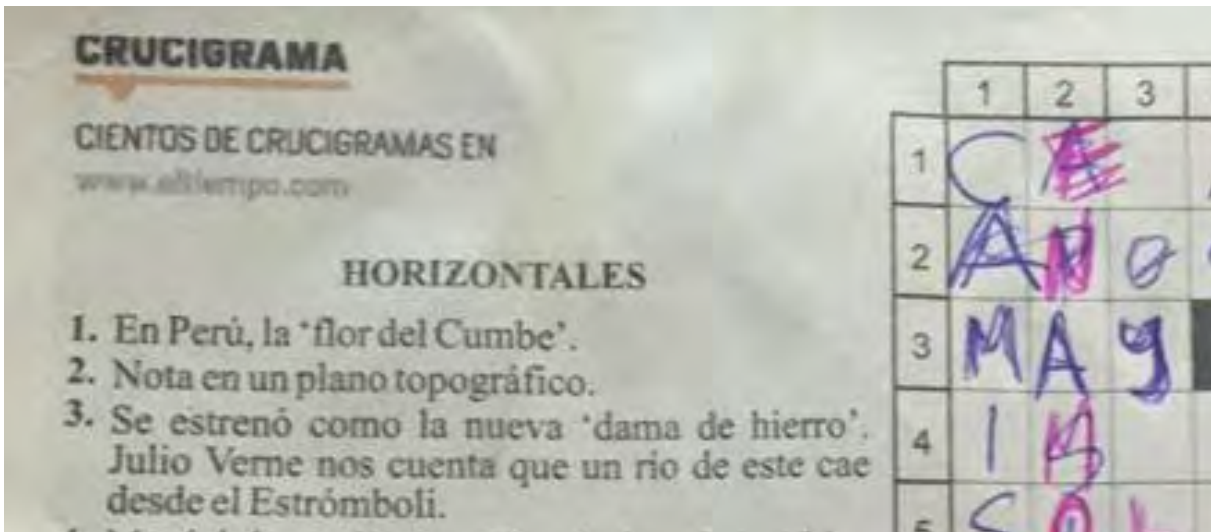 CRUCIGRAMA
CIENTOS DE CRUCIGRAMAS EN
www.eltiempo.com
HORIZONTALES
1. En Perú, la ‘flor del Cumbe’.
2. Nota en un plano topográfico.
3. Se estrenó como la nueva ‘dama de hierro’.
Julio Verne nos cuenta que un río de este cae
desde el Estrómboli.
1 2 3
1 C A
2 A
3 M A Y
4 I
5 S O